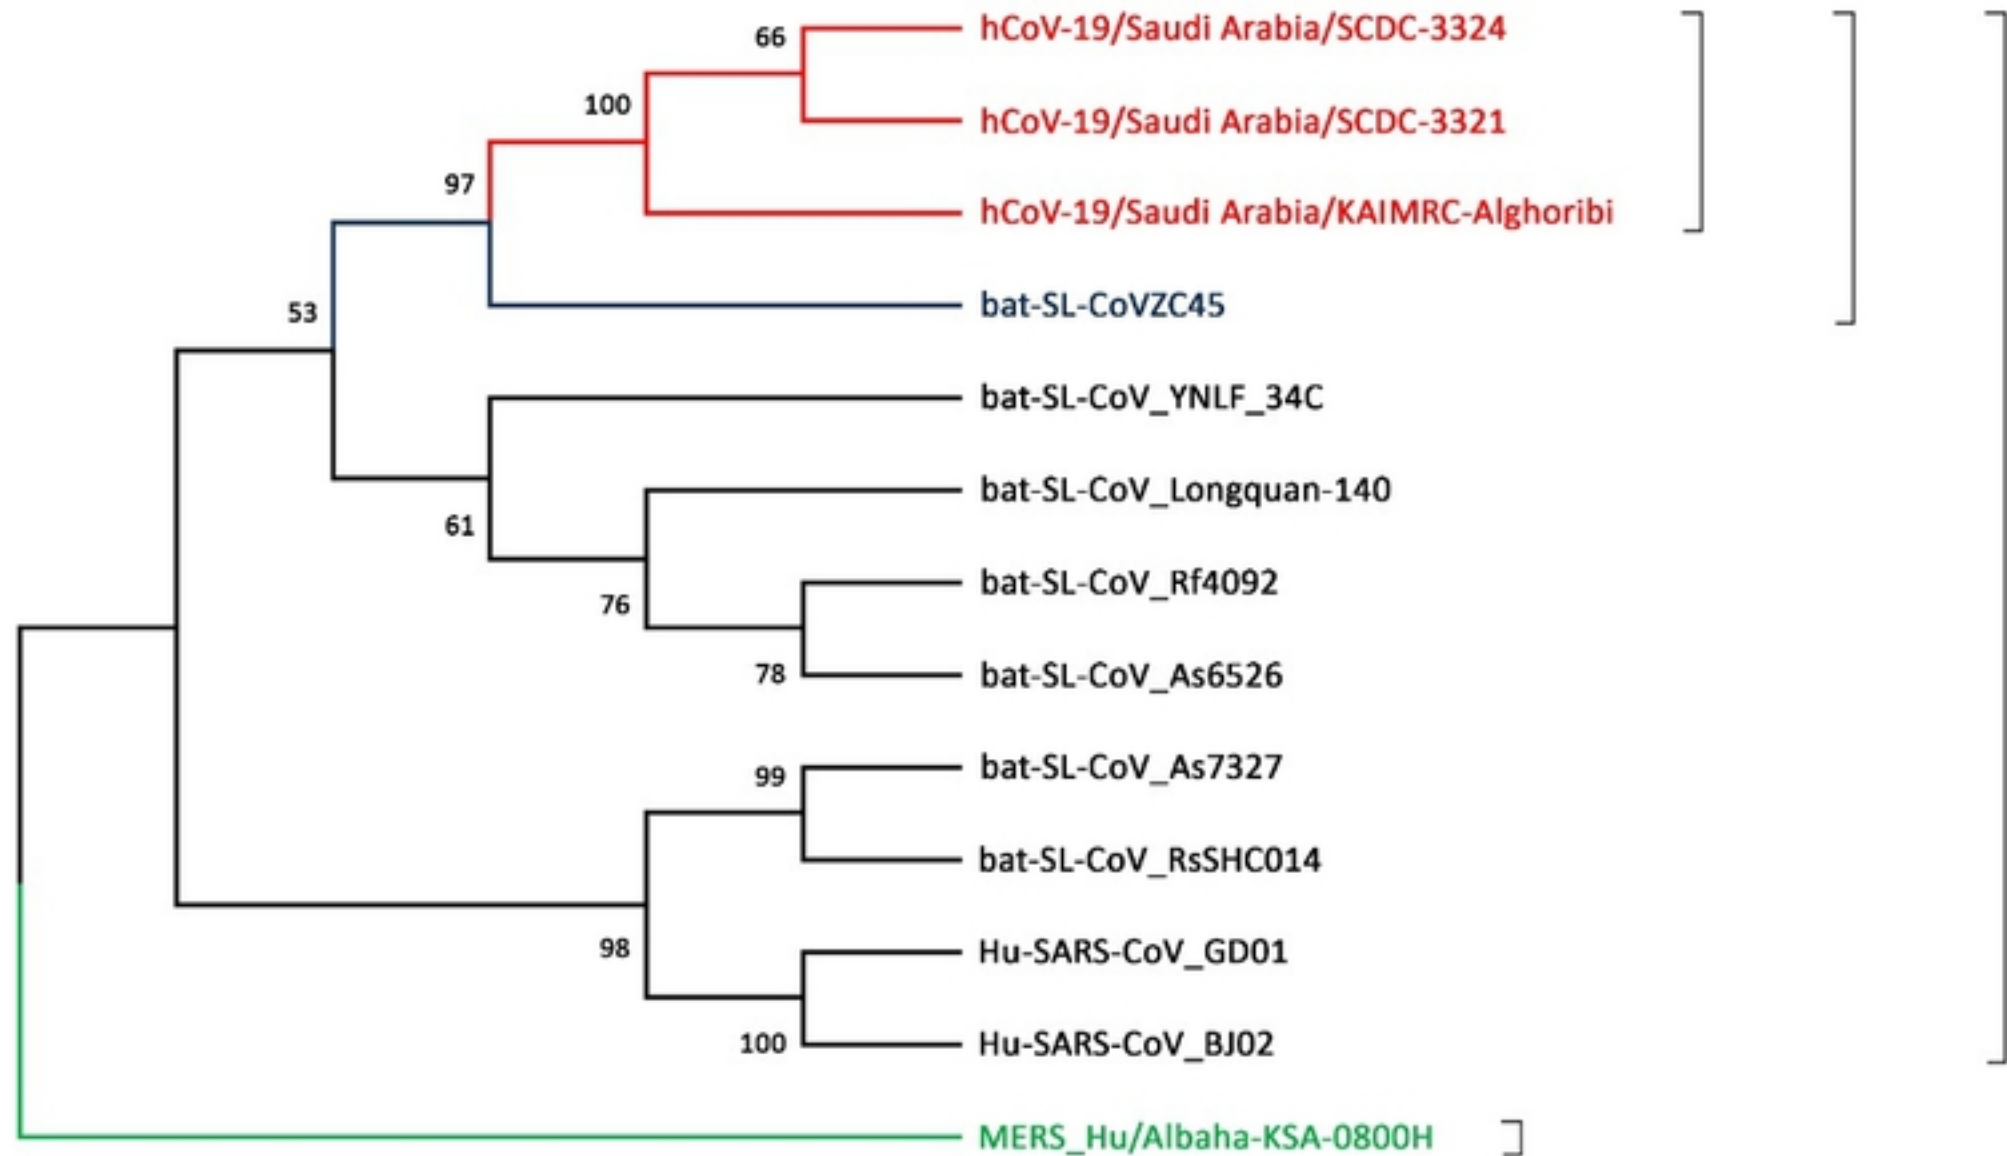 66
hCoV-19/Saudi Arabia/SCDC-3324
100
hCoV-19/Saudi Arabia/SCDC-3321
97
hCoV-19/Saudi Arabia/KAIMRC-Alghoribi
53
bat-SL-CoVZC45
bat-SL-CoV_YNLF_34C
bat-SL-CoV_Longquan-140
61
bat-SL-CoV_Rf4092
76
bat-SL-CoV_As6526
78
bat-SL-CoV_As7327
99
bat-SL-CoV_RsSHC014
98
Hu-SARS-CoV_GD01
100
Hu-SARS-CoV_BJ02
MERS_Hu/Albaha-KSA-0800H